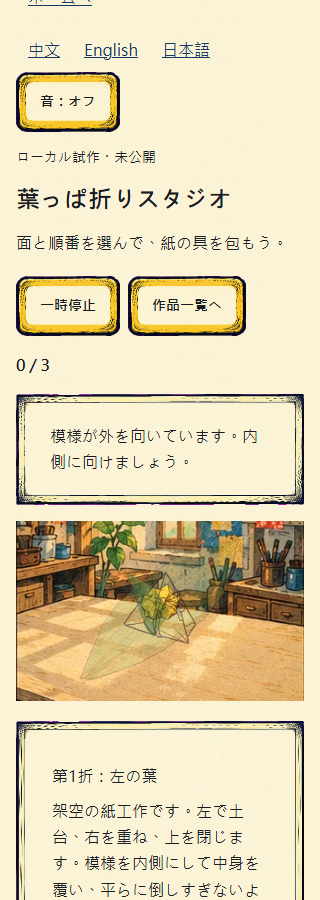 中文 English 日本語
音：オフ
ローカル試作・未公開
葉っぱ折りスタジオ
面と順番を選んで、紙の具を包もう。
一時停止 作品一覧へ
0 / 3
模様が外を向いています。内
側に向けましょう。
第1折：左の葉
架空の紙工作です。左で土
台、右を重ね、上を閉じま
す。模様を内側にして中身を
覆い、平らに倒しすぎないよ